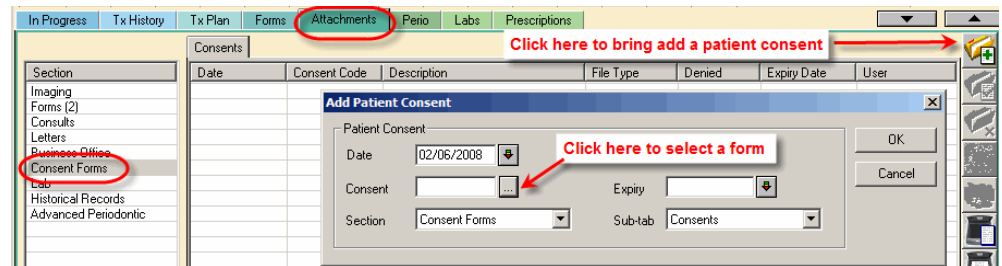 In Progress Tx History Tx Plan Forms Attachments Perio Labs Prescriptions
Consents
Click here to bring add a patient consent
Section Date Consent Code Description File Type Denied Expiry Date User
Imaging
Forms (2)
Consults
Letters
Business Office
Consent Forms
Lab
Historical Records
Advanced Periodontic
Add Patient Consent
Patient Consent
Date 02/06/2008
Click here to select a form
Consent ... Expiry
Section Consent Forms Sub-tab Consents
OK
Cancel